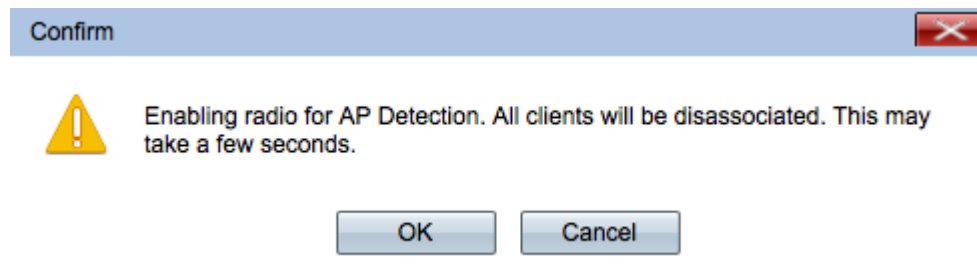 Confirm
Enabling radio for AP Detection. All clients will be disassociated. This may
take a few seconds.
OK
Cancel